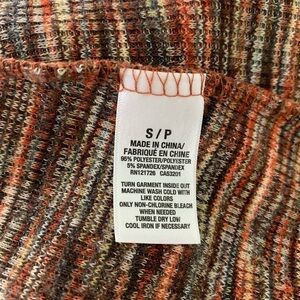 S/P
MADE IN CHINA/
FABRIQUÉ EN CHINE
95% POLYESTER/POLYESTER
5% SPANDEX/SPANDEX
RN121726 CA53201
TURN GARMENT INSIDE OUT
MACHINE WASH COLD WITH
LIKE COLORS
ONLY NON-CHLORINE BLEACH
WHEN NEEDED
TUMBLE DRY LOW
COOL IRON IF NECESSARY